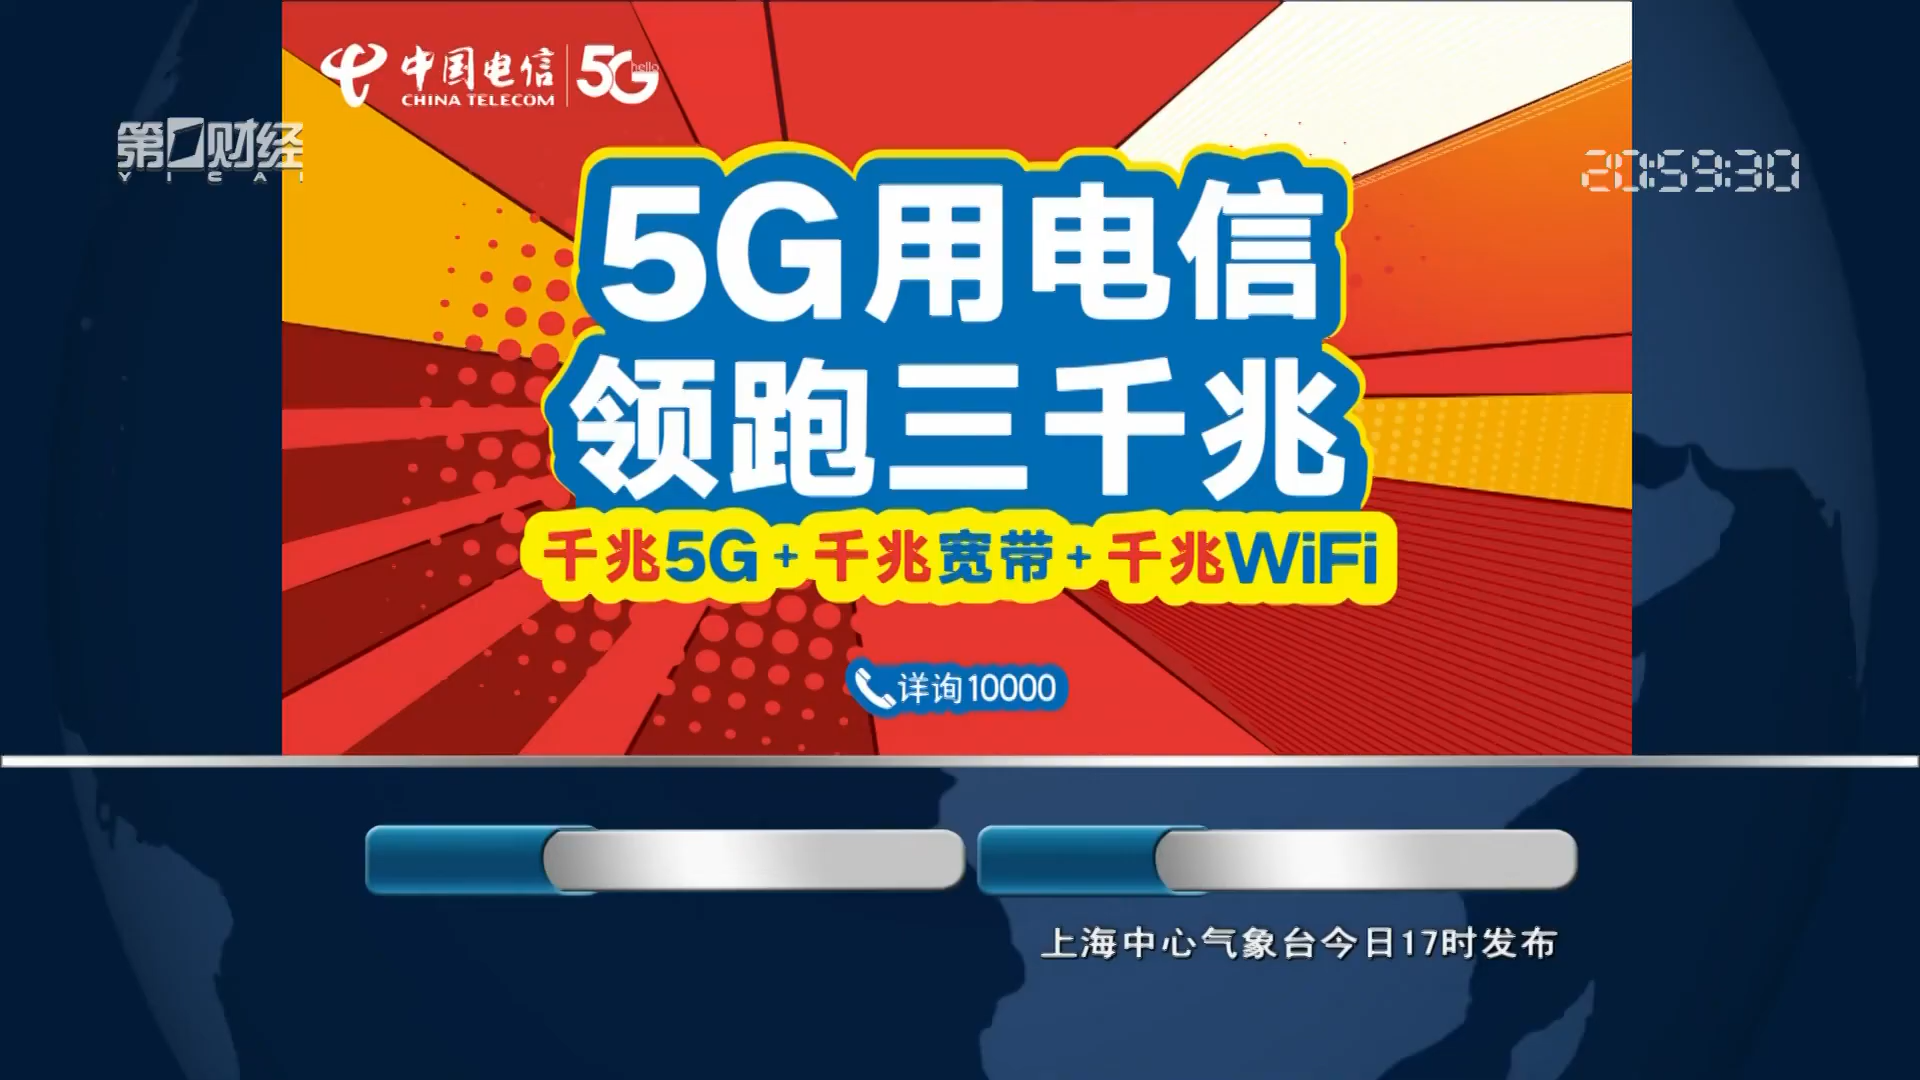 中国电信
CHINA TELECOM
5G
hello
第一财经
YICAI
20:59:30
5G用电信
领跑三千兆
千兆5G+千兆宽带+千兆WiFi
详询10000
上海中心气象台今日17时发布